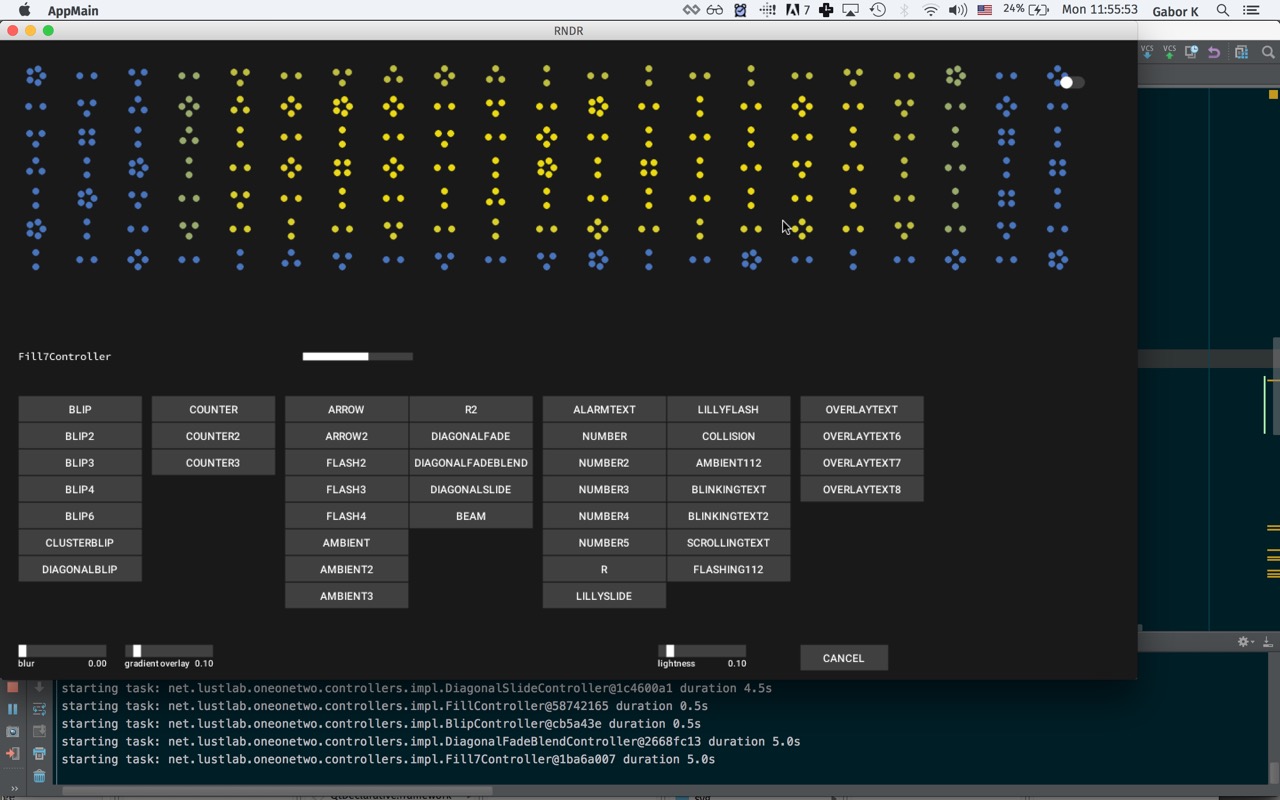 AppMain
7
24%
Mon 11:55:53
Gabor K
RNDR
VCS
VCS
Fill7Controller
BLIP
BLIP2
BLIP3
BLIP4
BLIP6
CLUSTERBLIP
DIAGONALBLIP
COUNTER
COUNTER2
COUNTER3
ARROW
ARROW2
FLASH2
FLASH3
FLASH4
AMBIENT
AMBIENT2
AMBIENT3
R2
DIAGONALFADE
DIAGONALFADEBLEND
DIAGONALSLIDE
BEAM
ALARMTEXT
NUMBER
NUMBER2
NUMBER3
NUMBER4
NUMBER5
R
LILLYSLIDE
LILLYFLASH
COLLISION
AMBIENT112
BLINKINGTEXT
BLINKINGTEXT2
SCROLLINGTEXT
FLASHING112
OVERLAYTEXT
OVERLAYTEXT6
OVERLAYTEXT7
OVERLAYTEXT8
blur 0.00
gradient overlay 0.10
lightness 0.10
CANCEL
starting task: net.lustlab.oneonetwo.controllers.impl.DiagonalSlideController@1c4600a1 duration 4.5s
starting task: net.lustlab.oneonetwo.controllers.impl.FillController@58742165 duration 0.5s
starting task: net.lustlab.oneonetwo.controllers.impl.BlipController@cb5a43e duration 0.5s
starting task: net.lustlab.oneonetwo.controllers.impl.DiagonalFadeBlendController@2668fc13 duration 5.0s
starting task: net.lustlab.oneonetwo.controllers.impl.Fill7Controller@1ba6a007 duration 5.0s